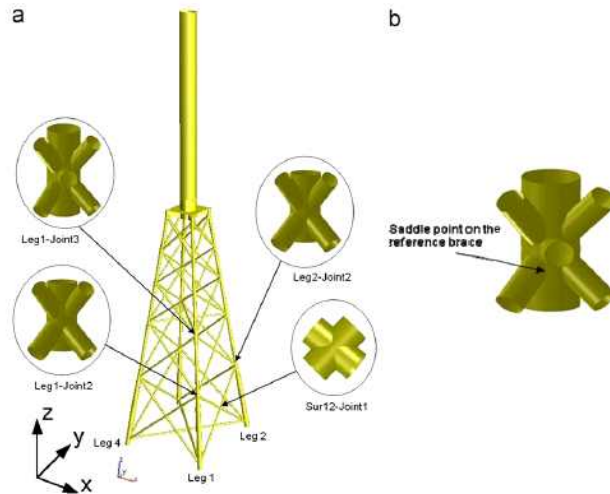 a
b
Leg1-Joint3
Leg2-Joint2
Saddle point on the
reference brace
Leg1-Joint2
Sur12-Joint1
z
y
x
Leg 4
Leg 2
Leg 1